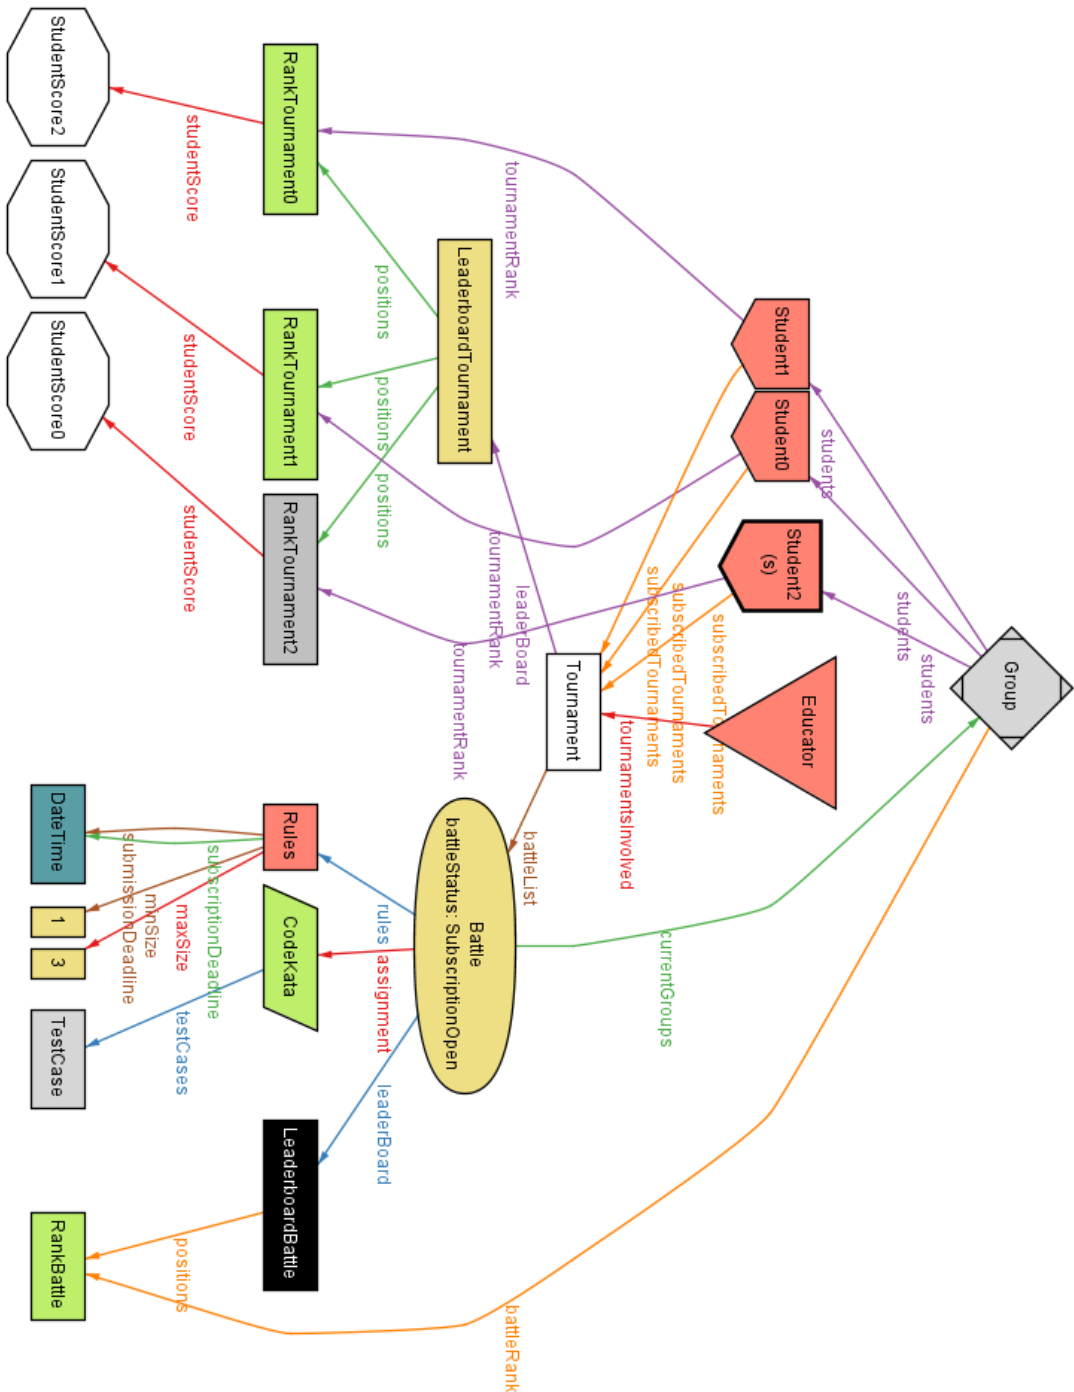 Group
students
students
students
Student1
Student0
Student2
(s)
Educator
subscribedTournaments
subscribedTournaments
subscribedTournaments
tournamentsInvolved
currentGroups
Tournament
tournamentRank
tournamentRank
tournamentRank
leaderBoard
battleList
battleRank
LeaderboardTournament
Battle
battleStatus: SubscriptionOpen
positions
positions
positions
rules
assignment
leaderBoard
RankTournament0
RankTournament1
RankTournament2
Rules
CodeKata
LeaderboardBattle
studentScore
studentScore
studentScore
subscriptionDeadline
submissionDeadline
minSize
maxSize
testCases
positions
StudentScore2
StudentScore1
StudentScore0
DateTime
1
3
TestCase
RankBattle